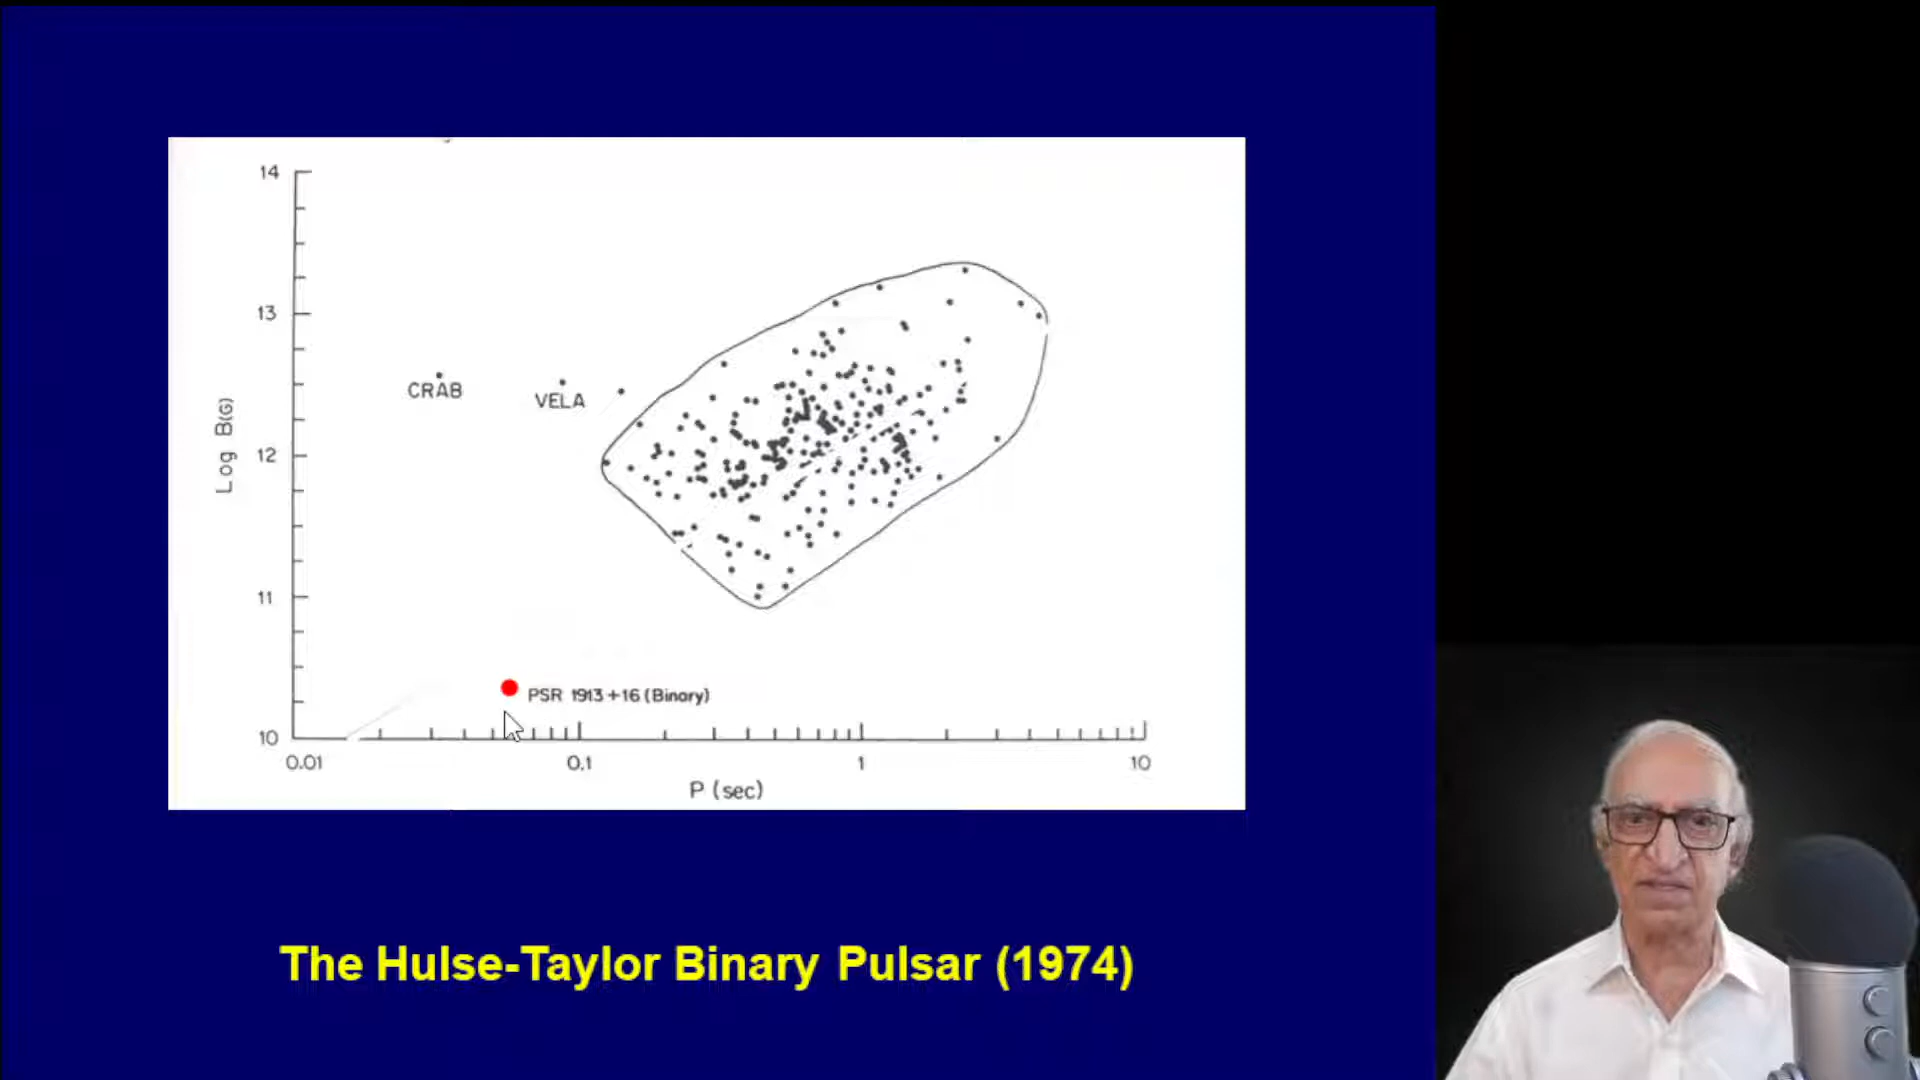 14
13
CRAB
VELA
Log B(G)
12
11
PSR 1913+16 (Binary)
10
0.01 0.1 1 10
P (sec)
The Hulse-Taylor Binary Pulsar (1974)